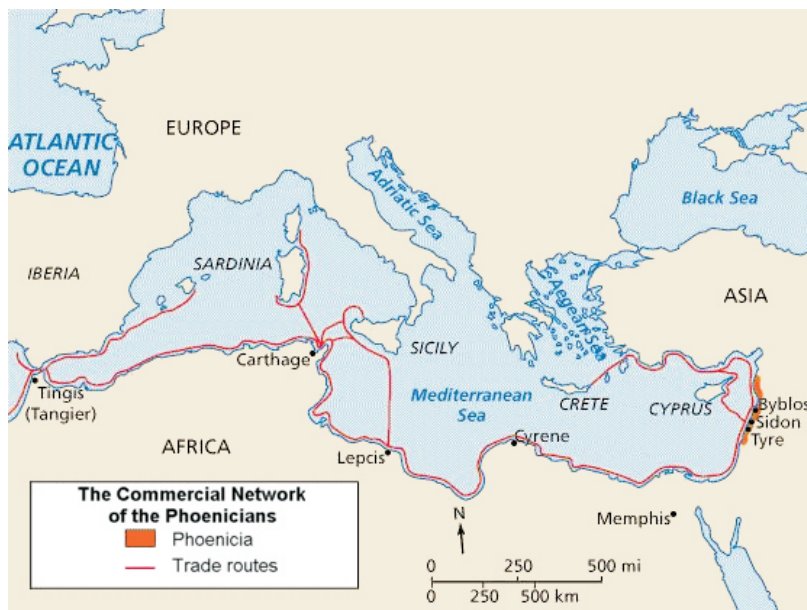 EUROPE
ATLANTIC
OCEAN
Adriatic Sea
Black Sea
IBERIA
SARDINIA
ASIA
Aegean Sea
Carthage
SICILY
Tingis
(Tangier)
Mediterranean
Sea
CRETE
CYPRUS
Byblos
Sidon
Tyre
AFRICA
Lepcis
Cyrene
The Commercial Network
of the Phoenicians
Phoenicia
Trade routes
Memphis
N
0 250 500 mi
0 250 500 km